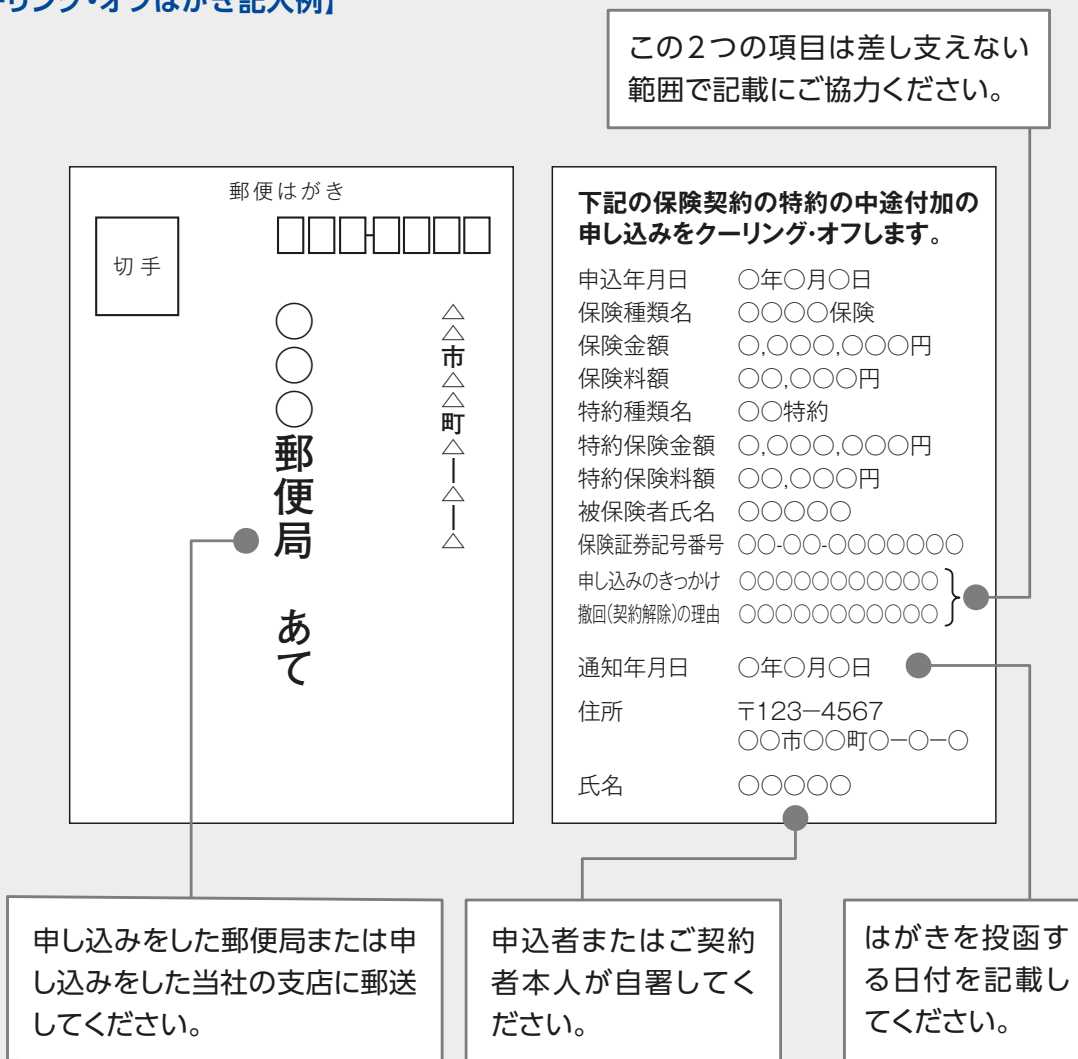 リング・オフはがき記入例】
この2つの項目は差し支えない
範囲で記載にご協力ください。
郵便はがき
切手
△△市△△町△ー△ー△
○○○郵便局 あて
下記の保険契約の特約の中途付加の
申し込みをクーリング・オフします。
申込年月日 ○年○月○日
保険種類名 ○○○○保険
保険金額 ○,○○○,○○○円
保険料額 ○○,○○○円
特約種類名 ○○特約
特約保険金額 ○,○○○,○○○円
特約保険料額 ○○,○○○円
被保険者氏名 ○○○○○
保険証券記号番号 ○○-○○-○○○○○○○
申し込みのきっかけ ○○○○○○○○○○○
撤回(契約解除)の理由 ○○○○○○○○○○○
通知年月日 ○年○月○日
住所 〒123−4567
○○市○○町○−○−○
氏名 ○○○○○
申し込みをした郵便局または申
し込みをした当社の支店に郵送
してください。
申込者またはご契約
者本人が自署してく
ださい。
はがきを投函す
る日付を記載し
てください。